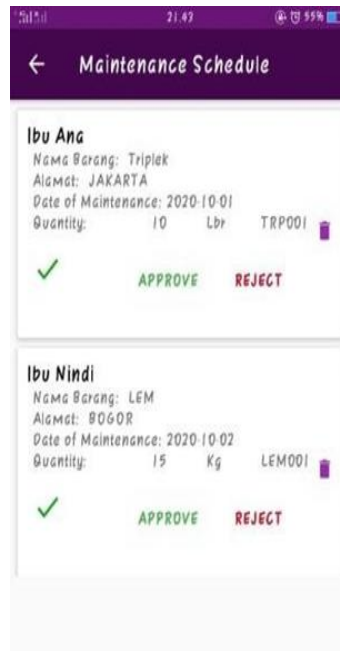 21.43 55%
Maintenance Schedule
Ibu Ana
Nama Barang: Triplek
Alamat: JAKARTA
Date of Maintenance: 2020-10-01
Quantity: 10 Lbr TRP001
APPROVE REJECT
Ibu Nindi
Nama Barang: LEM
Alamat: BOGOR
Date of Maintenance: 2020-10-02
Quantity: 15 Kg LEM001
APPROVE REJECT